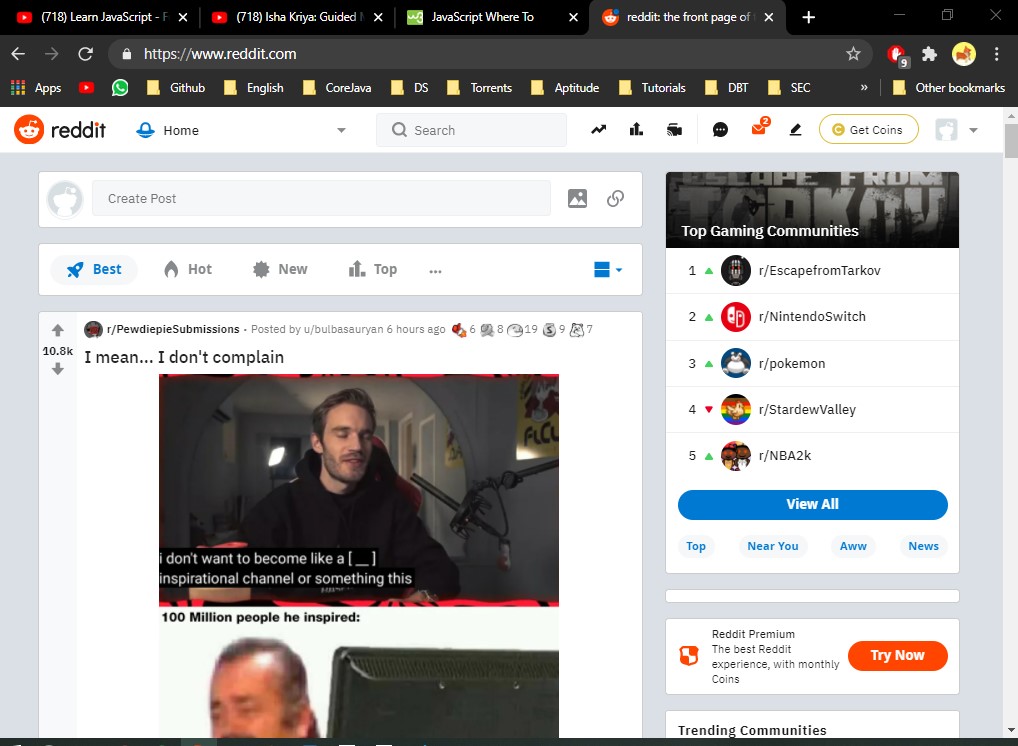 (718) Learn JavaScript - F
(718) Isha Kriya: Guided M
JavaScript Where To
reddit: the front page of t
https://www.reddit.com
9
Apps
Github
English
CoreJava
DS
Torrents
Aptitude
Tutorials
DBT
SEC
»
Other bookmarks
reddit
Home
Search
2
Get Coins
Create Post
Best
Hot
New
Top
...
r/PewdiepieSubmissions · Posted by u/bulbasauryan 6 hours ago 6 8 19 9 7
10.8k
I mean... I don't complain
i don't want to become like a [ __ ]
inspirational channel or something this
100 Million people he inspired:
ESCAPE FROM
TARKOV
Top Gaming Communities
1 r/EscapefromTarkov
2 r/NintendoSwitch
3 r/pokemon
4 r/StardewValley
5 r/NBA2k
View All
Top
Near You
Aww
News
Reddit Premium
The best Reddit
experience, with monthly
Coins
Try Now
Trending Communities